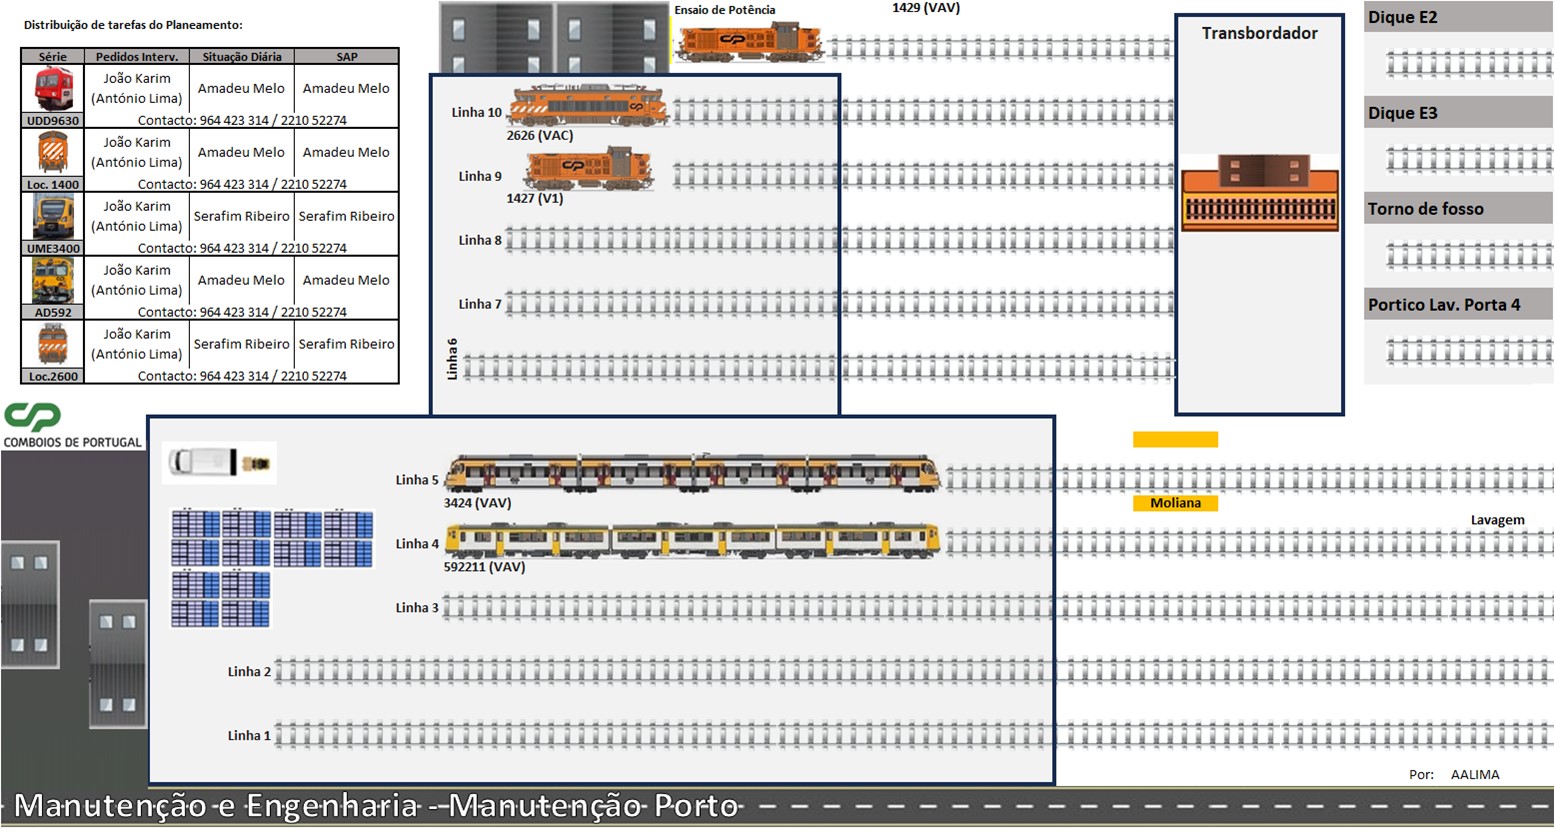 Distribuição de tarefas do Planeamento:
Série Pedidos Interv. Situação Diária SAP
João Karim
(António Lima) Amadeu Melo Amadeu Melo
UDD9630 Contacto: 964 423 314 / 2210 52274
João Karim
(António Lima) Amadeu Melo Amadeu Melo
Loc. 1400 Contacto: 964 423 314 / 2210 52274
João Karim
(António Lima) Serafim Ribeiro Serafim Ribeiro
UME3400 Contacto: 964 423 314 / 2210 52274
João Karim
(António Lima) Amadeu Melo Amadeu Melo
AD592 Contacto: 964 423 314 / 2210 52274
João Karim
(António Lima) Serafim Ribeiro Serafim Ribeiro
Loc.2600 Contacto: 964 423 314 / 2210 52274
CP
COMBOIOS DE PORTUGAL
Ensaio de Potência
1429 (VAV)
Linha 10
2626 (VAC)
Linha 9
1427 (V1)
Linha 8
Linha 7
Linha 6
Transbordador
Dique E2
Dique E3
Torno de fosso
Portico Lav. Porta 4
Linha 5
3424 (VAV)
Moliana
Linha 4
592211 (VAV)
Lavagem
Linha 3
Linha 2
Linha 1
Por: AALIMA
Manutenção e Engenharia - Manutenção Porto